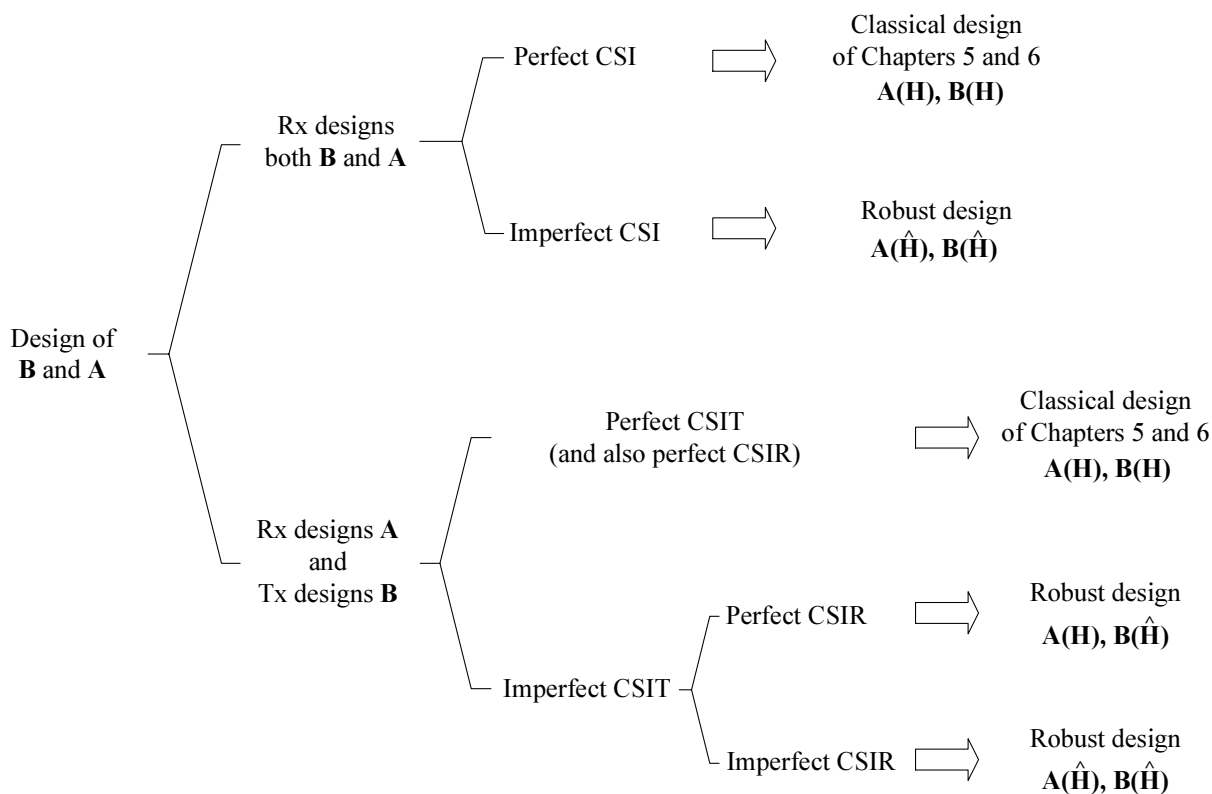 Design of
B and A
Rx designs
both B and A
Perfect CSI
Classical design
of Chapters 5 and 6
A(H), B(H)
Imperfect CSI
Robust design
A(Ĥ), B(Ĥ)
Rx designs A
and
Tx designs B
Perfect CSIT
(and also perfect CSIR)
Classical design
of Chapters 5 and 6
A(H), B(H)
Imperfect CSIT
Perfect CSIR
Robust design
A(H), B(Ĥ)
Imperfect CSIR
Robust design
A(Ĥ), B(Ĥ)